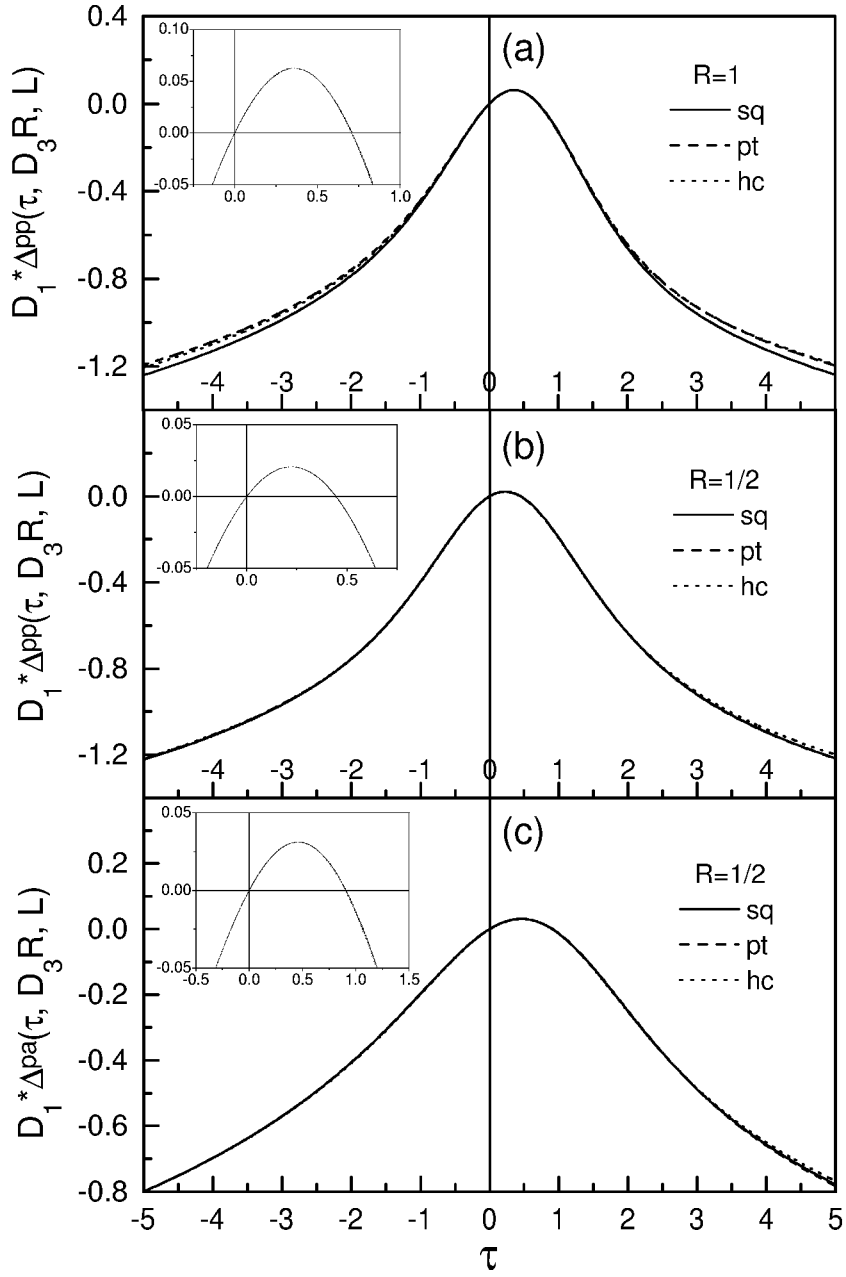 0.4
0.0
-0.4
-0.8
-1.2
D1*Δpp(τ, D3R, L)
0.10
0.05
0.00
-0.05
0.0 0.5 1.0
(a)
R=1
sq
pt
hc
-4 -3 -2 -1 0 1 2 3 4
0.0
-0.4
-0.8
-1.2
D1*Δpp(τ, D3R, L)
0.05
0.00
-0.05
0.0 0.5
(b)
R=1/2
sq
pt
hc
-4 -3 -2 -1 0 1 2 3 4
0.2
0.0
-0.2
-0.4
-0.6
-0.8
D1*Δpa(τ, D3R, L)
0.05
0.00
-0.05
-0.5 0.0 0.5 1.0 1.5
(c)
R=1/2
sq
pt
hc
-5 -4 -3 -2 -1 0 1 2 3 4 5
τ